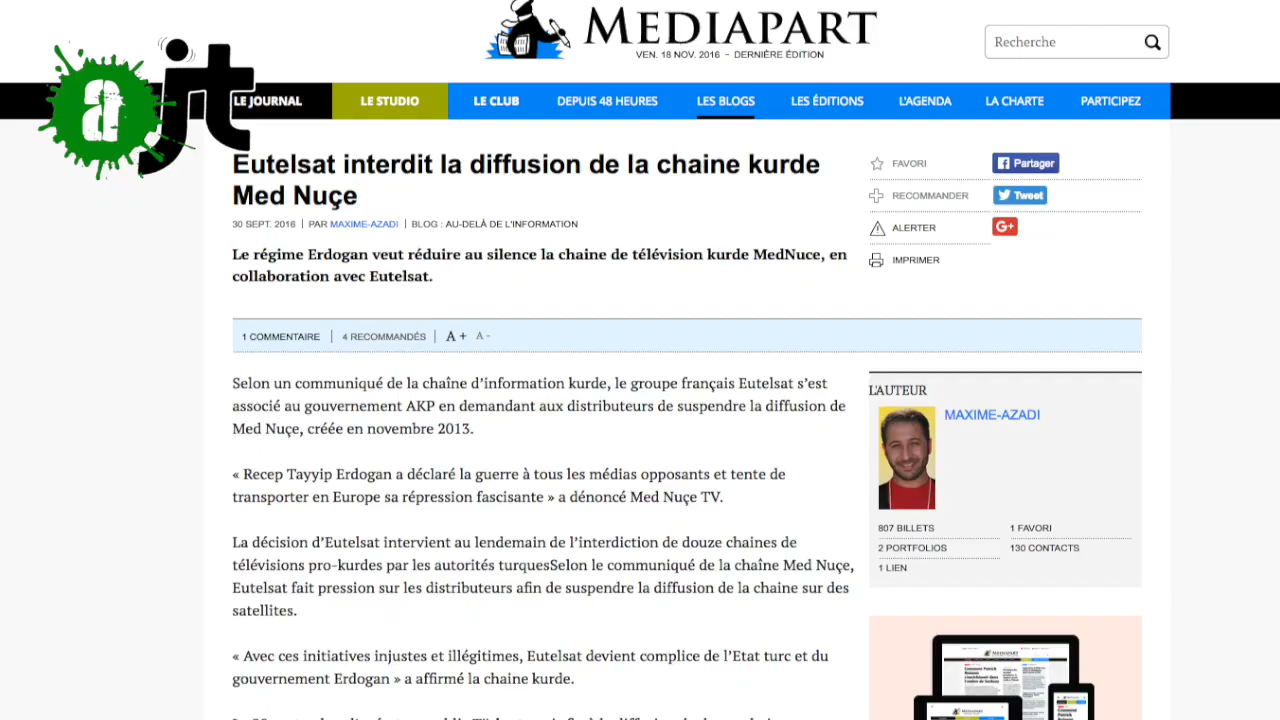 MEDIAPART
VEN. 18 NOV. 2016 – DERNIÈRE ÉDITION
Recherche
ajt
LE JOURNAL
LE STUDIO
LE CLUB
DEPUIS 48 HEURES
LES BLOGS
LES ÉDITIONS
L'AGENDA
LA CHARTE
PARTICIPEZ
Eutelsat interdit la diffusion de la chaine kurde
Med Nuçe
30 SEPT. 2016 | PAR MAXIME-AZADI | BLOG : AU-DELÀ DE L'INFORMATION
Le régime Erdogan veut réduire au silence la chaine de télévision kurde MedNuce, en
collaboration avec Eutelsat.
FAVORI
Partager
RECOMMANDER
Tweet
ALERTER
G+
IMPRIMER
1 COMMENTAIRE | 4 RECOMMANDÉS | A + A -
Selon un communiqué de la chaîne d’information kurde, le groupe français Eutelsat s’est
associé au gouvernement AKP en demandant aux distributeurs de suspendre la diffusion de
Med Nuçe, créée en novembre 2013.
« Recep Tayyip Erdogan a déclaré la guerre à tous les médias opposants et tente de
transporter en Europe sa répression fascisante » a dénoncé Med Nuçe TV.
La décision d’Eutelsat intervient au lendemain de l’interdiction de douze chaines de
télévisions pro-kurdes par les autorités turquesSelon le communiqué de la chaîne Med Nuçe,
Eutelsat fait pression sur les distributeurs afin de suspendre la diffusion de la chaine sur des
satellites.
« Avec ces initiatives injustes et illégitimes, Eutelsat devient complice de l’Etat turc et du
gouvernement Erdogan » a affirmé la chaine kurde.
L'AUTEUR
MAXIME-AZADI
807 BILLETS
1 FAVORI
2 PORTFOLIOS
130 CONTACTS
1 LIEN
MEDIAPART